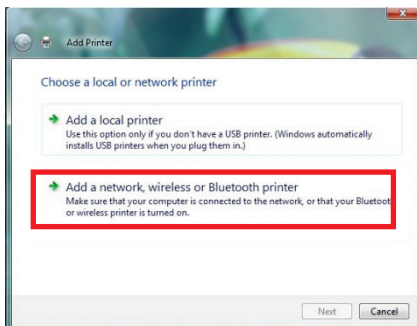 Add Printer
Choose a local or network printer
Add a local printer
Use this option only if you don't have a USB printer. (Windows automatically
installs USB printers when you plug them in.)
Add a network, wireless or Bluetooth printer
Make sure that your computer is connected to the network, or that your Bluetoot
or wireless printer is turned on.
Next Cancel